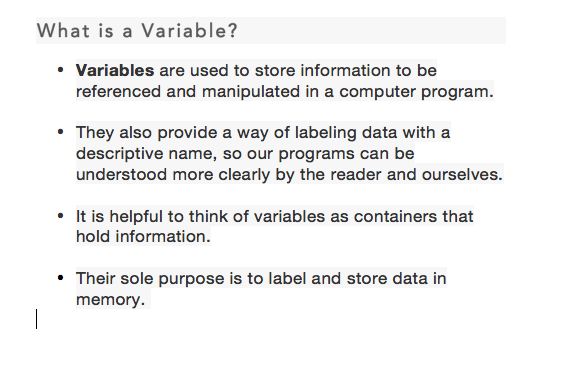 What is a Variable?
• Variables are used to store information to be
referenced and manipulated in a computer program.
• They also provide a way of labeling data with a
descriptive name, so our programs can be
understood more clearly by the reader and ourselves.
• It is helpful to think of variables as containers that
hold information.
• Their sole purpose is to label and store data in
memory.